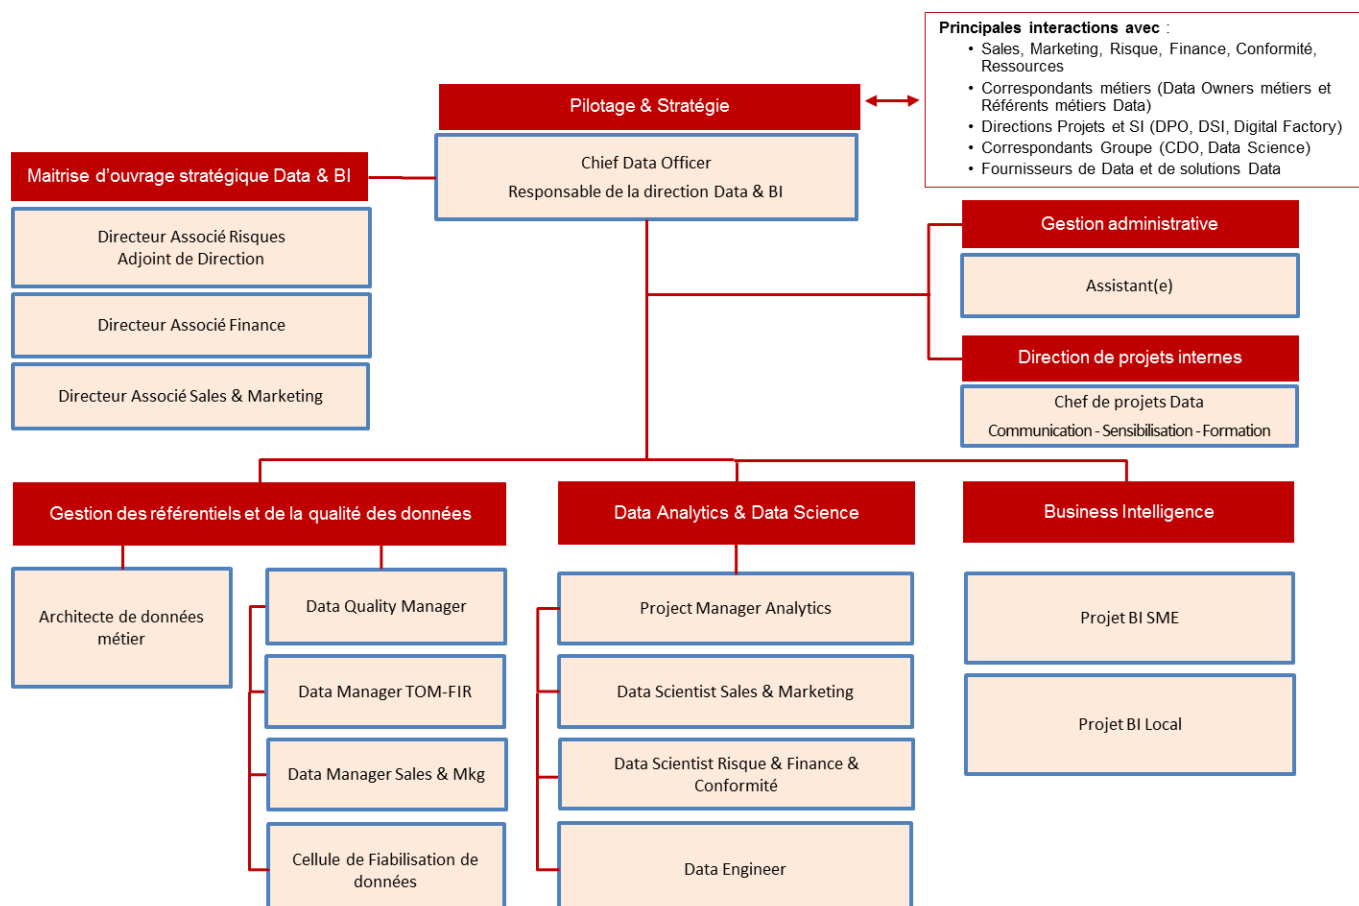 Principales interactions avec :
• Sales, Marketing, Risque, Finance, Conformité,
Ressources
• Correspondants métiers (Data Owners métiers et
Référents métiers Data)
• Directions Projets et SI (DPO, DSI, Digital Factory)
• Correspondants Groupe (CDO, Data Science)
• Fournisseurs de Data et de solutions Data
Pilotage & Stratégie
Chief Data Officer
Responsable de la direction Data & BI
Maitrise d’ouvrage stratégique Data & BI
Directeur Associé Risques
Adjoint de Direction
Directeur Associé Finance
Directeur Associé Sales & Marketing
Gestion administrative
Assistant(e)
Direction de projets internes
Chef de projets Data
Communication - Sensibilisation - Formation
Gestion des référentiels et de la qualité des données
Architecte de données
métier
Data Quality Manager
Data Manager TOM-FIR
Data Manager Sales & Mkg
Cellule de Fiabilisation de
données
Data Analytics & Data Science
Project Manager Analytics
Data Scientist Sales & Marketing
Data Scientist Risque & Finance &
Conformité
Data Engineer
Business Intelligence
Projet BI SME
Projet BI Local